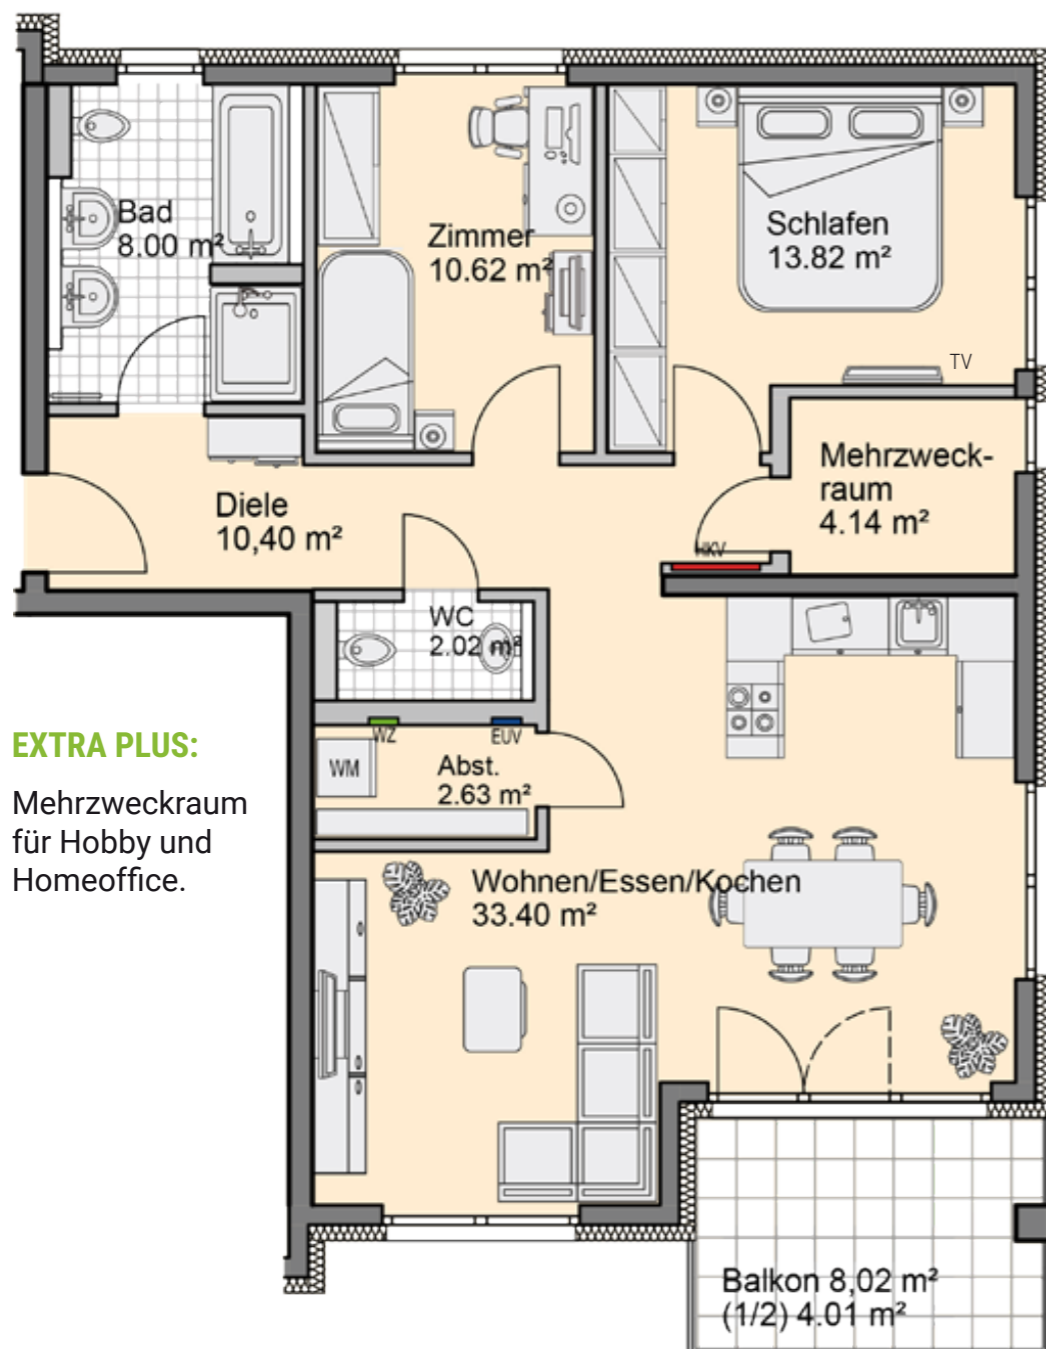 Bad
8.00 m²
Zimmer
10.62 m²
Schlafen
13.82 m²
TV
Mehrzweck-
raum
4.14 m²
Diele
10,40 m²
HKV
WC
2.02 m²
WZ
EUV
WM
Abst.
2.63 m²
EXTRA PLUS:
Mehrzweckraum
für Hobby und
Homeoffice.
Wohnen/Essen/Kochen
33.40 m²
Balkon 8,02 m²
(1/2) 4.01 m²